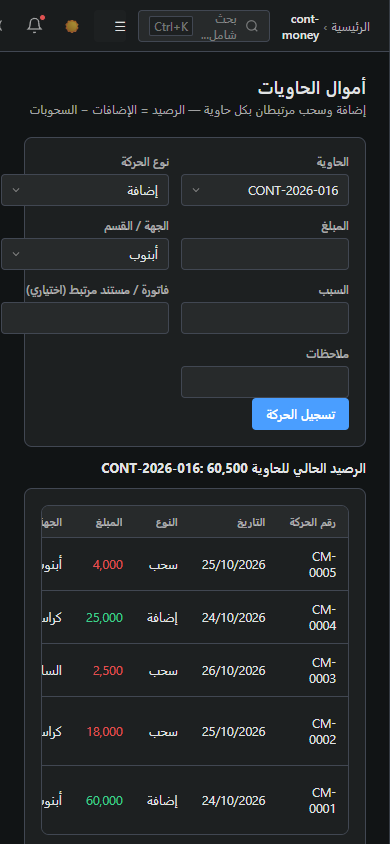 الرئيسية › cont-money
بحث شامل... Ctrl+K
أموال الحاويات
إضافة وسحب مرتبطان بكل حاوية — الرصيد = الإضافات − السحوبات
الحاوية
CONT-2026-016
نوع الحركة
إضافة
المبلغ
الجهة / القسم
أبنوب
السبب
فاتورة / مستند مرتبط (اختياري)
ملاحظات
تسجيل الحركة
الرصيد الحالي للحاوية CONT-2026-016: 60,500
رقم الحركة التاريخ النوع المبلغ
CM-0005 25/10/2026 سحب 4,000
CM-0004 24/10/2026 إضافة 25,000
CM-0003 26/10/2026 سحب 2,500
CM-0002 25/10/2026 سحب 18,000
CM-0001 24/10/2026 إضافة 60,000